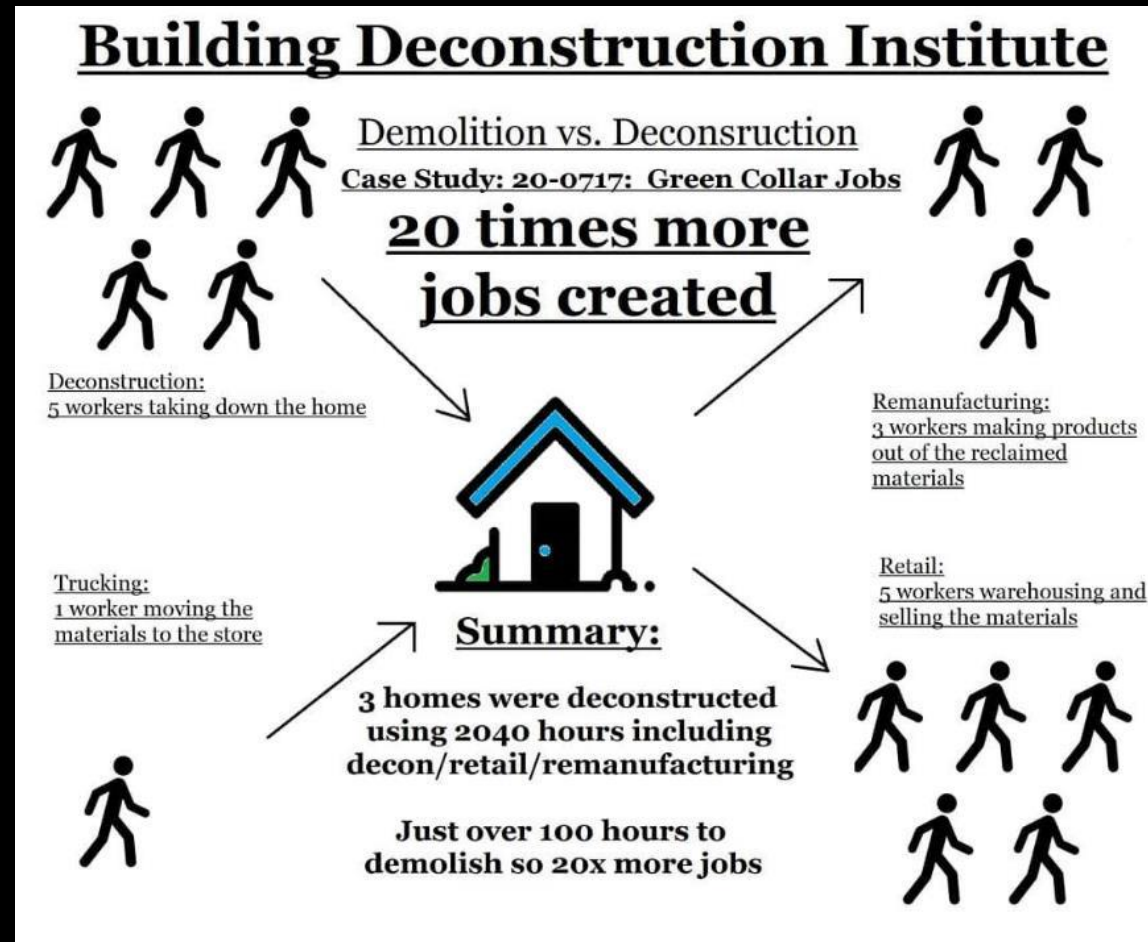 Building Deconstruction Institute
Demolition vs. Deconsruction
Case Study: 20-0717: Green Collar Jobs
20 times more
jobs created
Deconstruction:
5 workers taking down the home
Remanufacturing:
3 workers making products
out of the reclaimed
materials
Trucking:
1 worker moving the
materials to the store
Retail:
5 workers warehousing and
selling the materials
Summary:
3 homes were deconstructed
using 2040 hours including
decon/retail/remanufacturing
Just over 100 hours to
demolish so 20x more jobs